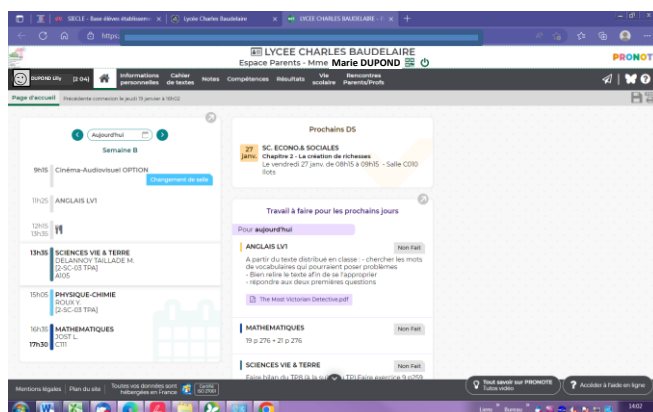 SIECLE - Base élèves établissement
Lycée Charles Baudelaire
LYCEE CHARLES BAUDELAIRE - P
https:
LYCEE CHARLES BAUDELAIRE
Espace Parents - Mme Marie DUPOND
PRONOT
DUPOND Lily (2 04)
Informations personnelles
Cahier de textes
Notes
Compétences
Résultats
Vie scolaire
Rencontres Parents/Profs
Page d'accueil
Précédente connexion le jeudi 19 janvier à 16h02
Aujourd'hui
Semaine B
9h15 Cinéma-Audiovisuel OPTION
Changement de salle
11h25 ANGLAIS LV1
12h15
13h35
13h35 SCIENCES VIE & TERRE
DELANNOY TAILLADE M.
[2-SC-03 TPA]
A105
15h05 PHYSIQUE-CHIMIE
ROUX Y.
[2-SC-03 TPA]
16h35 MATHEMATIQUES
JOST L.
17h30 C111
Prochains DS
27 janv.
SC. ECONO.& SOCIALES
Chapitre 2 - La création de richesses
Le vendredi 27 janv. de 08h15 à 09h15 - Salle C010
Ilots
Travail à faire pour les prochains jours
Pour aujourd'hui
ANGLAIS LV1
Non Fait
A partir du texte distribué en classe : - chercher les mots
de vocabulaires qui pourraient poser problèmes
- Bien relire le texte afin de se l'approprier
- répondre aux deux premières questions
The Most Victorian Detective.pdf
MATHEMATIQUES
Non Fait
19 p 276 + 21 p 276
SCIENCES VIE & TERRE
Non Fait
Mentions légales
Plan du site
Toutes vos données sont
hébergées en France
Tout savoir sur PRONOTE
Tutos vidéo
Accéder à l'aide en ligne
Liens
Bureau
14:02